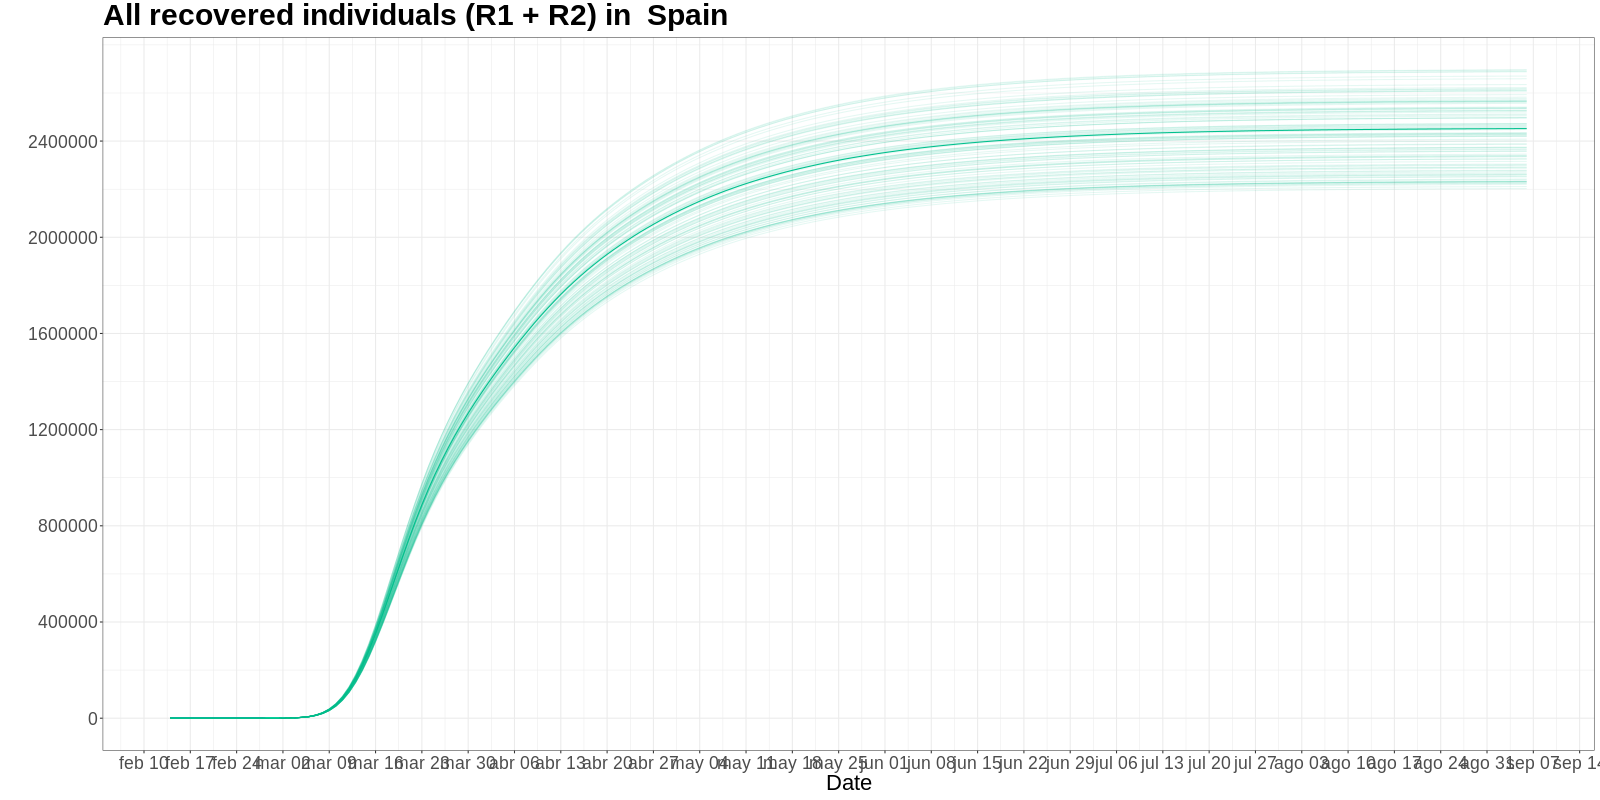 All recovered individuals (R1 + R2) in  Spain
2400000
2000000
1600000
1200000
800000
400000
0
feb 10 feb 17 feb 24 mar 02 mar 09 mar 16 mar 23 mar 30 abr 06 abr 13 abr 20 abr 27 may 04 may 11 may 18 may 25 jun 01 jun 08 jun 15 jun 22 jun 29 jul 06 jul 13 jul 20 jul 27 ago 03 ago 10 ago 17 ago 24 ago 31 sep 07 sep 14
Date